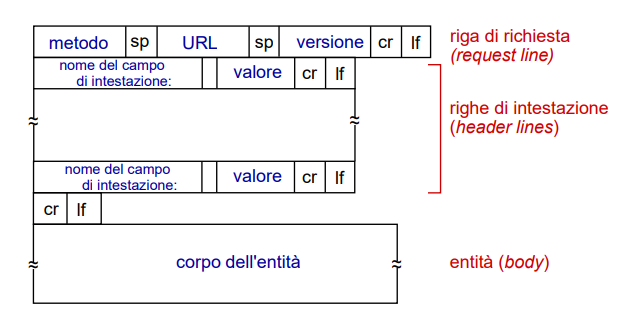 metodo sp URL sp versione cr lf
riga di richiesta
(request line)
nome del campo
di intestazione: valore cr lf
righe di intestazione
(header lines)
≈ ≈
nome del campo
di intestazione: valore cr lf
cr lf
≈ corpo dell'entità ≈
entità (body)